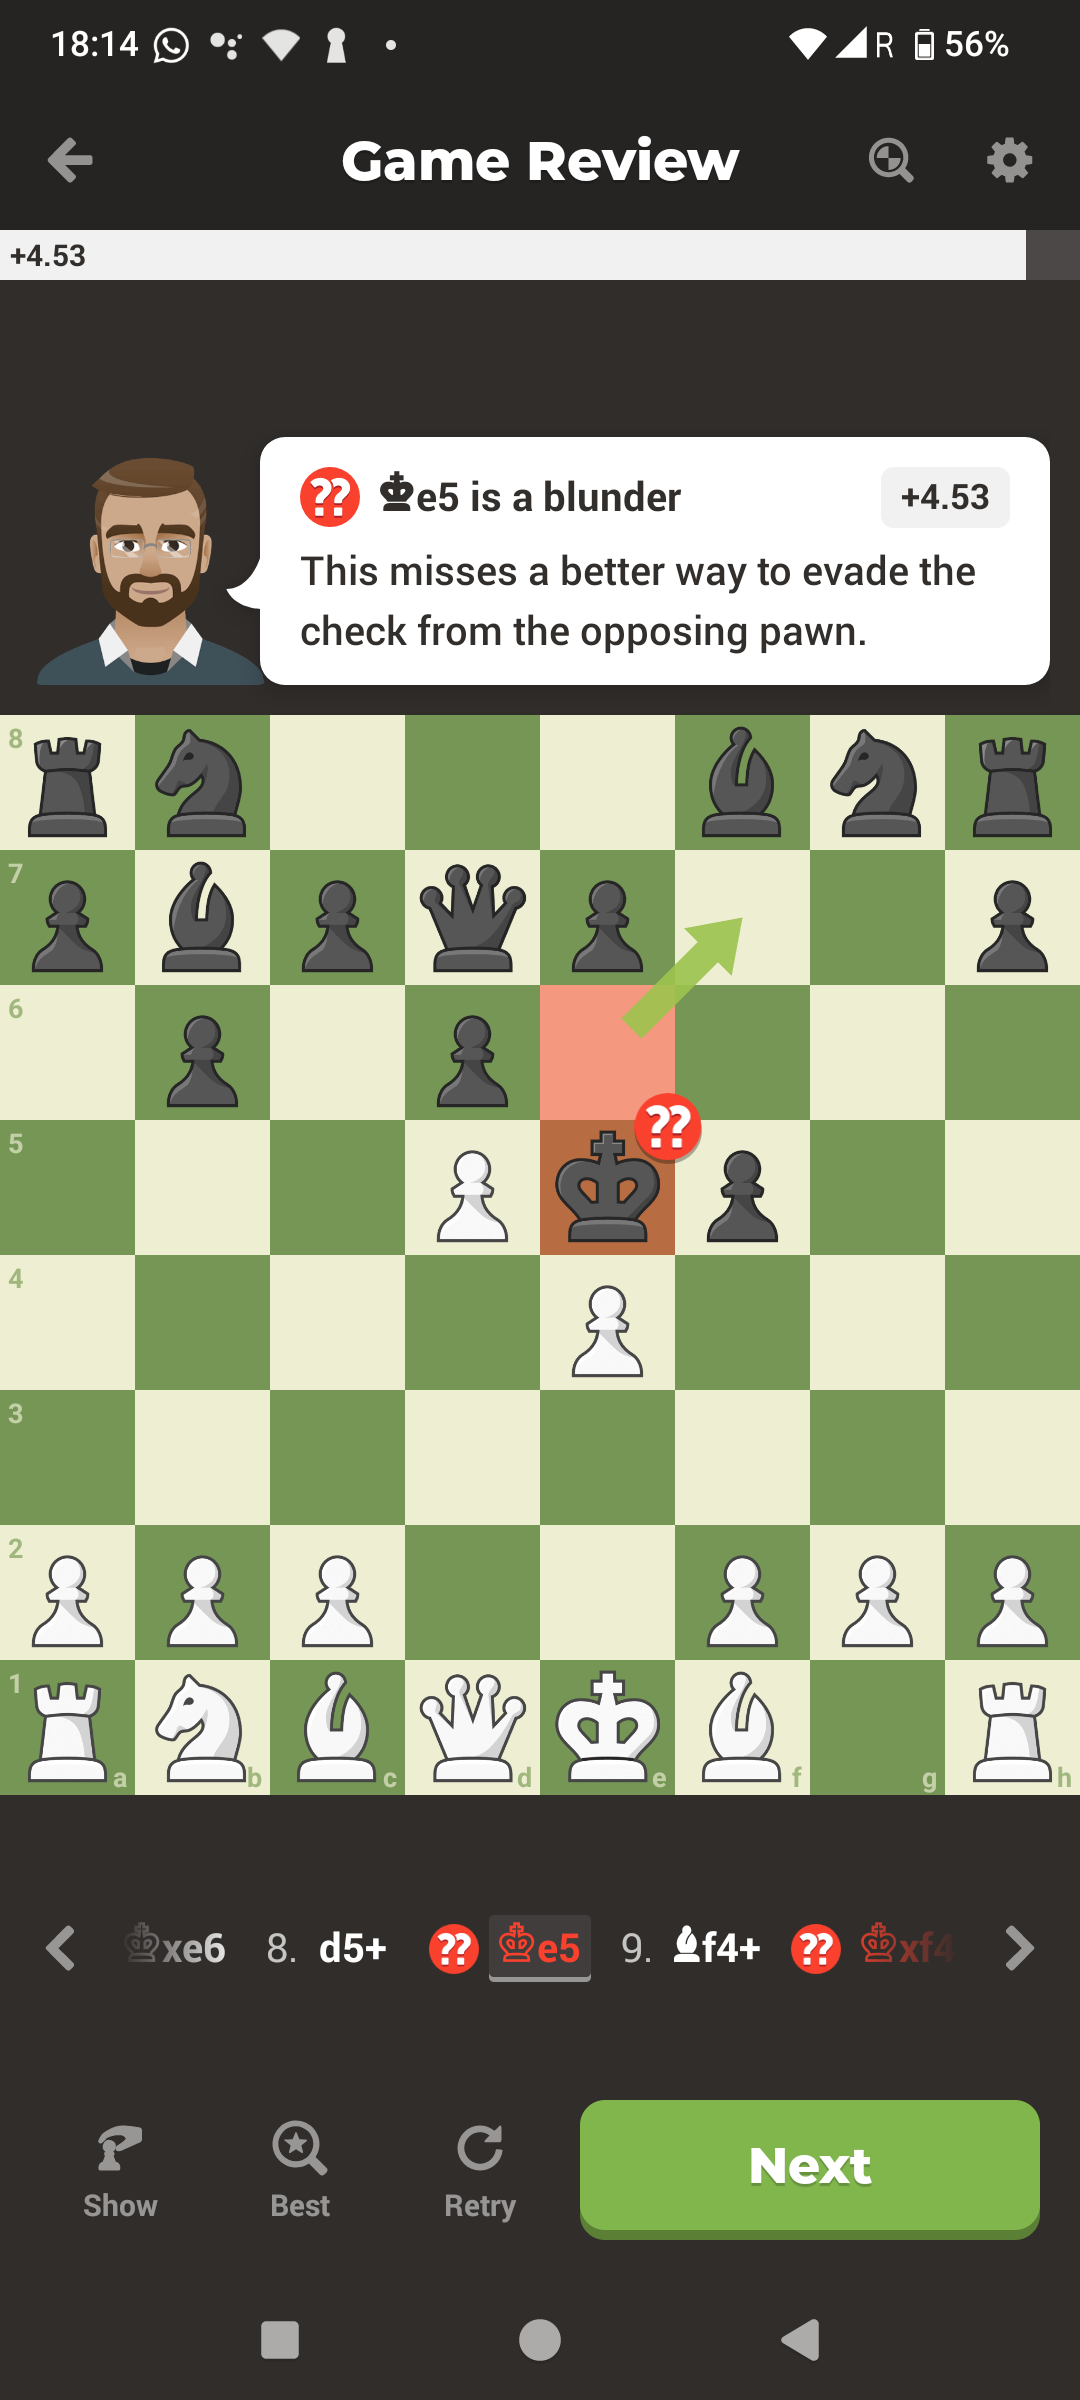 18:14 R 56%
Game Review
+4.53
?? e5 is a blunder +4.53
This misses a better way to evade the
check from the opposing pawn.
8
7
6
??
5
4
3
2
1
a b c d e f g h
xe6 8. d5+ ?? e5 9. f4+ ?? xf4
Show Best Retry Next